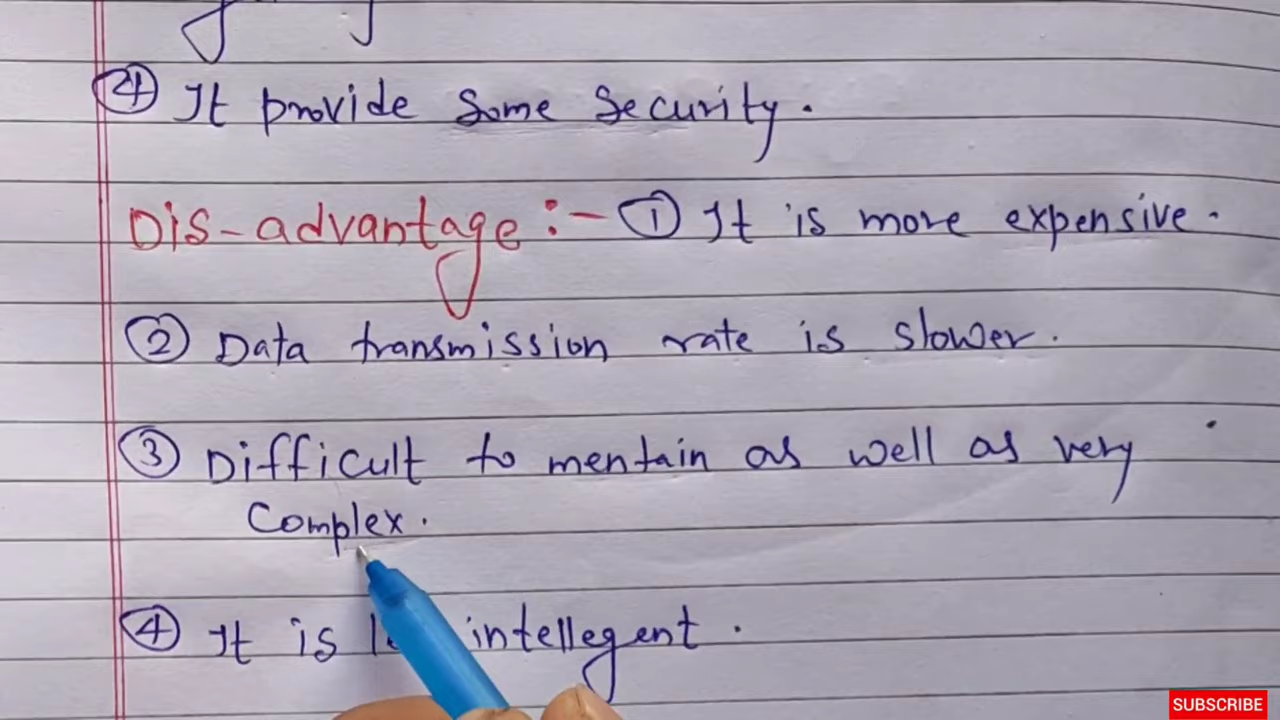 ④ It provide some security.
Dis-advantage :- ① It is more expensive.
② Data transmission rate is slower.
③ Difficult to mentain as well as very
Complex.
④ It is intellegent.
SUBSCRIBE